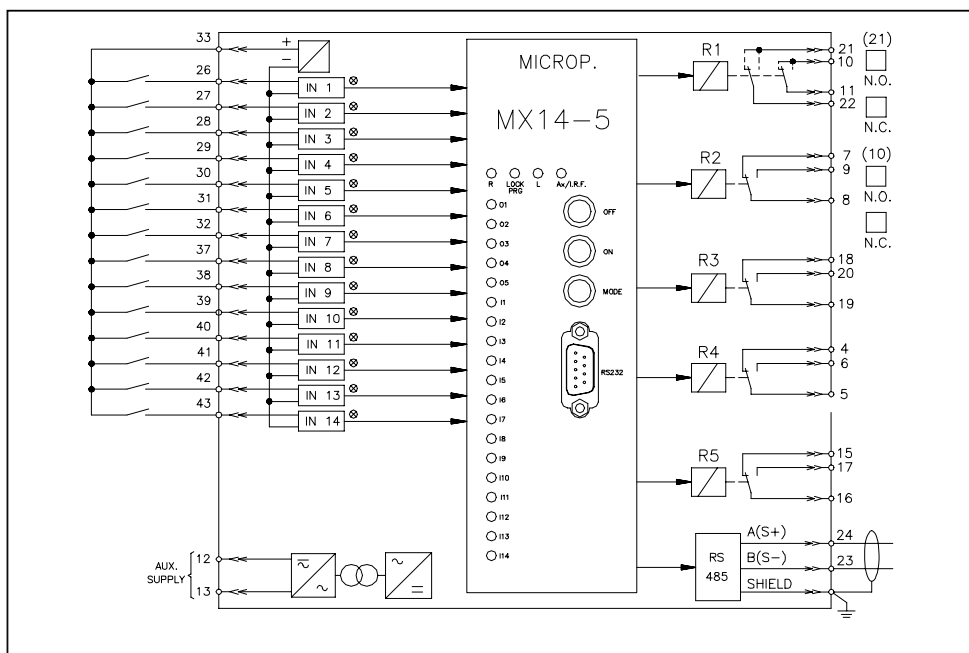 33
+
−
26
IN 1
27
IN 2
28
IN 3
29
IN 4
30
IN 5
31
IN 6
32
IN 7
37
IN 8
38
IN 9
39
IN 10
40
IN 11
41
IN 12
42
IN 13
43
IN 14
AUX.
SUPPLY
12
13
MICROP.
MX14-5
R
LOCK
PRG
L
Ax/I.R.F.
O1
O2
O3
O4
O5
I1
I2
I3
I4
I5
I6
I7
I8
I9
I10
I11
I12
I13
I14
OFF
ON
MODE
RS232
R1
21
10
11
22
(21)
N.O.
N.C.
R2
7
9
8
(10)
N.O.
N.C.
R3
18
20
19
R4
4
6
5
R5
15
17
16
RS
485
A(S+)
24
B(S-)
23
SHIELD